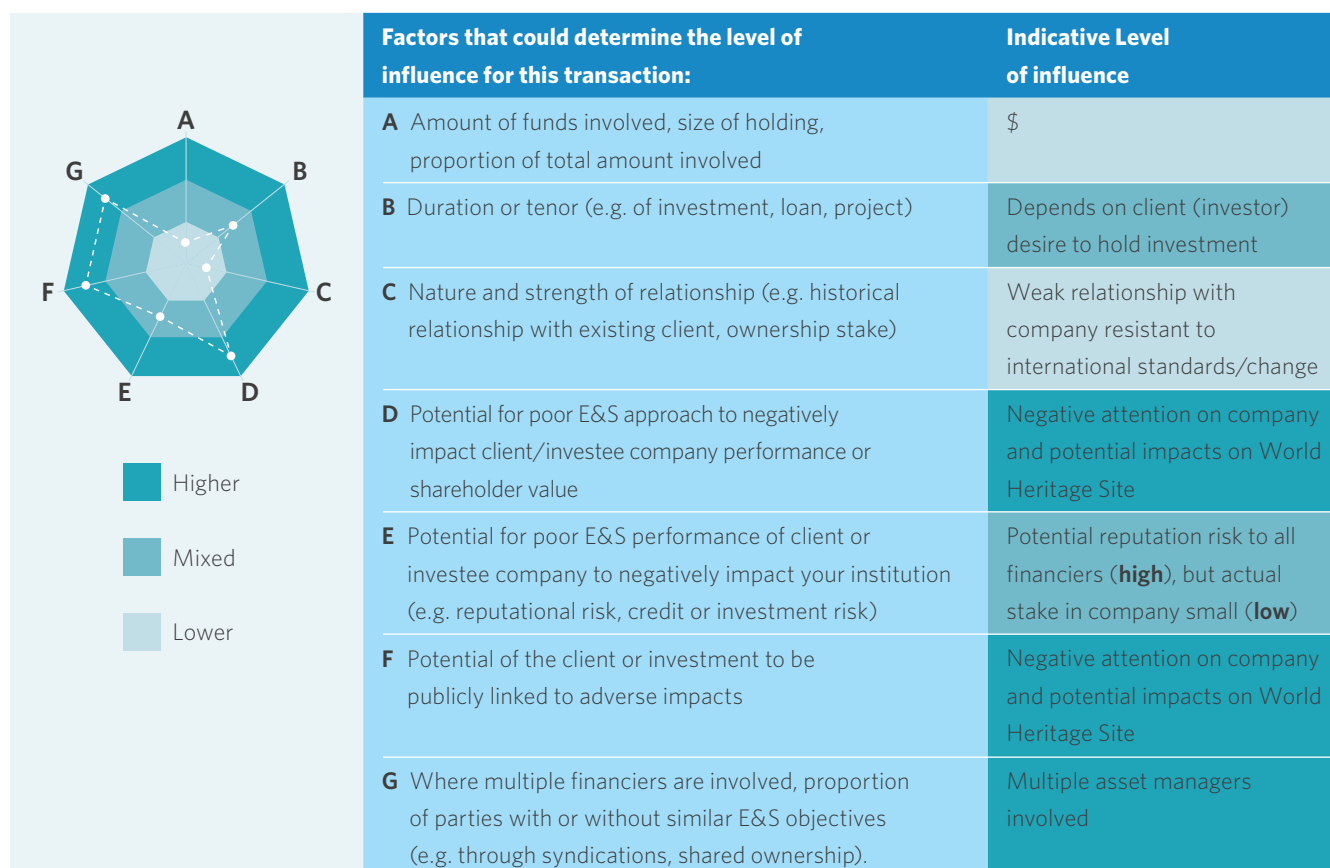 A
G
B
F
C
E
D
Higher
Mixed
Lower
Factors that could determine the level of
influence for this transaction:
Indicative Level
of influence
A Amount of funds involved, size of holding,
proportion of total amount involved
$
B Duration or tenor (e.g. of investment, loan, project)
Depends on client (investor)
desire to hold investment
C Nature and strength of relationship (e.g. historical
relationship with existing client, ownership stake)
Weak relationship with
company resistant to
international standards/change
D Potential for poor E&S approach to negatively
impact client/investee company performance or
shareholder value
Negative attention on company
and potential impacts on World
Heritage Site
E Potential for poor E&S performance of client or
investee company to negatively impact your institution
(e.g. reputational risk, credit or investment risk)
Potential reputation risk to all
financiers (high), but actual
stake in company small (low)
F Potential of the client or investment to be
publicly linked to adverse impacts
Negative attention on company
and potential impacts on World
Heritage Site
G Where multiple financiers are involved, proportion
of parties with or without similar E&S objectives
(e.g. through syndications, shared ownership).
Multiple asset managers
involved